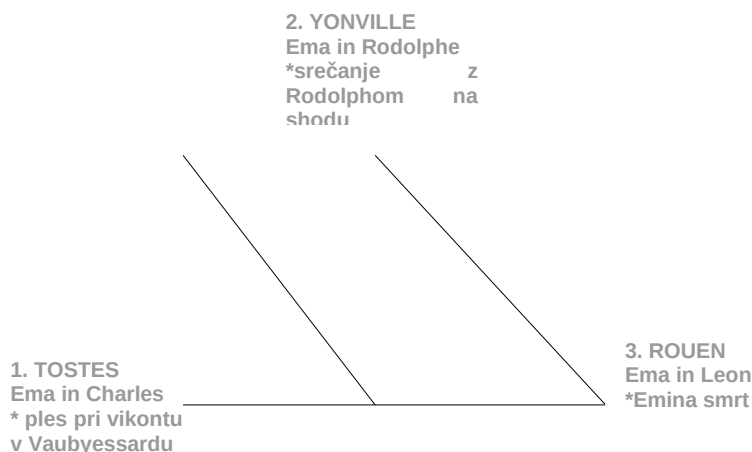 2. YONVILLE
Ema in Rodolphe
*srečanje z
Rodolphom na
shodu
1. TOSTES
Ema in Charles
* ples pri vikontu
v Vaubyessardu
3. ROUEN
Ema in Leon
*Emina smrt